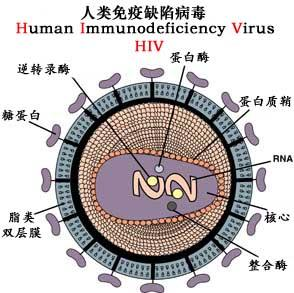 人类免疫缺陷病毒
Human Immunodeficiency Virus
HIV
逆转录酶
蛋白酶
糖蛋白
蛋白质鞘
RNA
脂类
双层膜
核心
整合酶